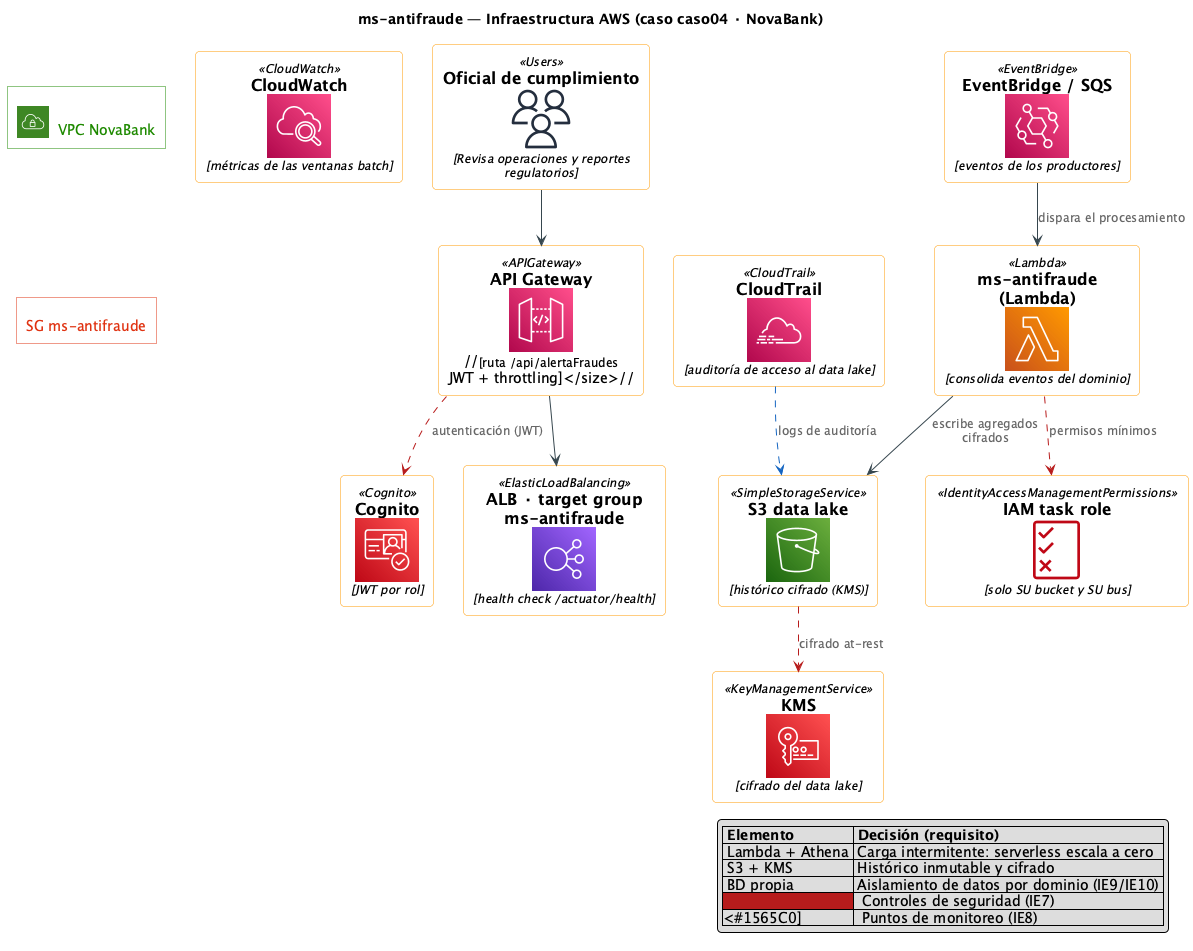 ms-antifraude — Infraestructura AWS (caso caso04 · NovaBank)
VPC NovaBank
«CloudWatch»
CloudWatch
[métricas de las ventanas batch]
«Users»
Oficial de cumplimiento
[Revisa operaciones y reportes
regulatorios]
«EventBridge»
EventBridge / SQS
[eventos de los productores]
dispara el procesamiento
SG ms-antifraude
«APIGateway»
API Gateway
//[ruta /api/alertaFraudes
JWT + throttling]</size>//
«CloudTrail»
CloudTrail
[auditoría de acceso al data lake]
«Lambda»
ms-antifraude
(Lambda)
[consolida eventos del dominio]
autenticación (JWT)
logs de auditoría
escribe agregados
cifrados
permisos mínimos
«Cognito»
Cognito
[JWT por rol]
«ElasticLoadBalancing»
ALB · target group
ms-antifraude
[health check /actuator/health]
«SimpleStorageService»
S3 data lake
[histórico cifrado (KMS)]
«IdentityAccessManagementPermissions»
IAM task role
[solo SU bucket y SU bus]
cifrado at-rest
«KeyManagementService»
KMS
[cifrado del data lake]
Elemento Decisión (requisito)
Lambda + Athena Carga intermitente: serverless escala a cero
S3 + KMS Histórico inmutable y cifrado
BD propia Aislamiento de datos por dominio (IE9/IE10)
Controles de seguridad (IE7)
<#1565C0] Puntos de monitoreo (IE8)